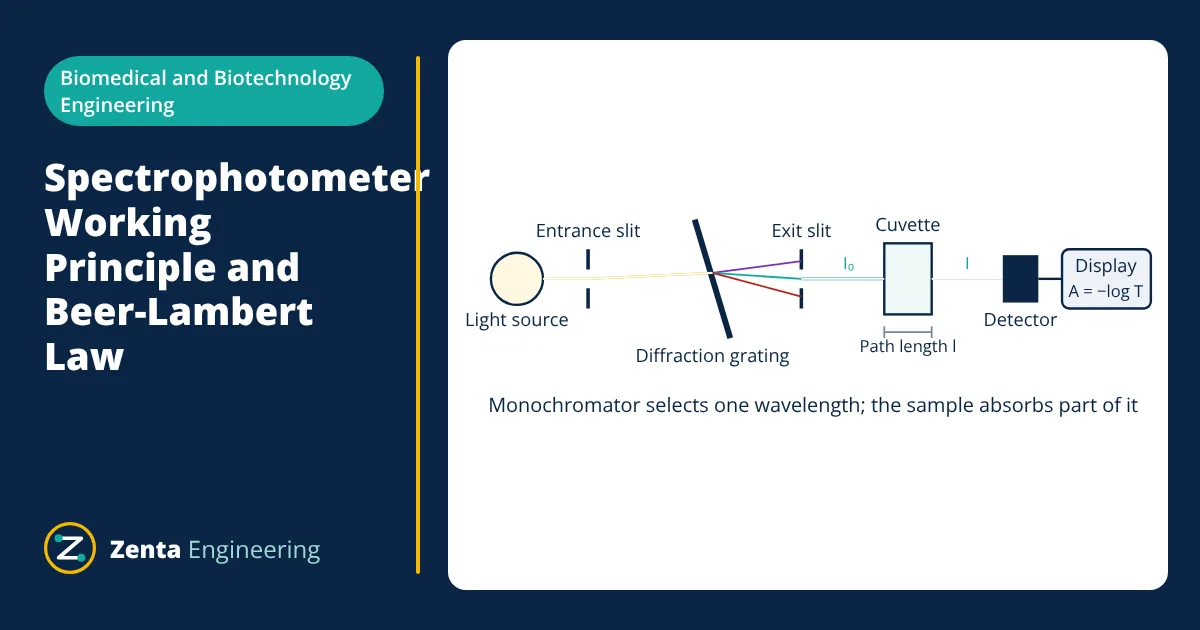 Biomedical and Biotechnology
Engineering
Spectrophotometer
Working
Principle and
Beer-Lambert
Law
Zenta Engineering
Entrance slit
Exit slit
Cuvette
I₀
I
Display
A = −log T
Light source
Detector
Path length l
Diffraction grating
Monochromator selects one wavelength; the sample absorbs part of it